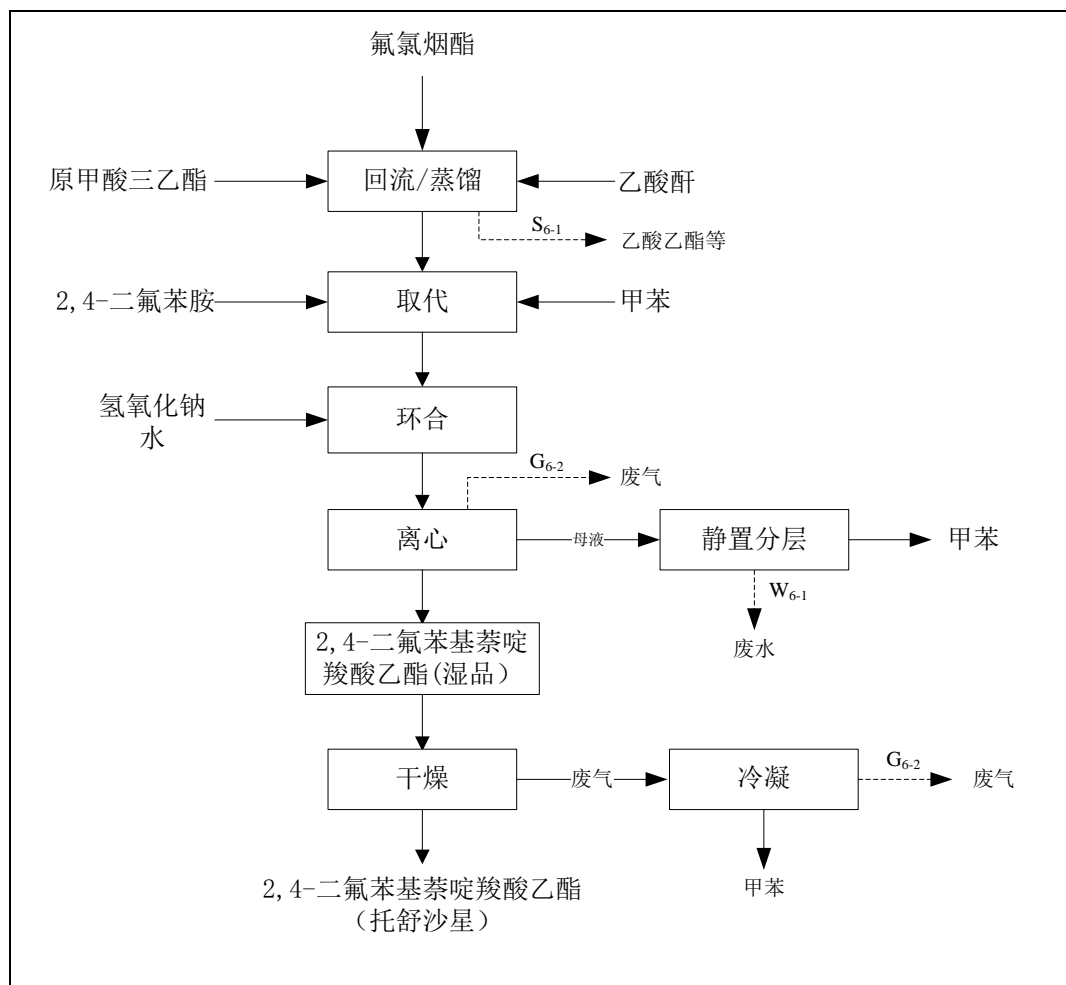 氟氯烟酯
原甲酸三乙酯
回流/蒸馏
乙酸酐
S6-1
乙酸乙酯等
2,4-二氟苯胺
取代
甲苯
氢氧化钠
水
环合
G6-2
废气
离心
母液
静置分层
甲苯
W6-1
废水
2,4-二氟苯基萘啶
羧酸乙酯(湿品）
干燥
废气
冷凝
G6-2
废气
甲苯
2,4-二氟苯基萘啶羧酸乙酯
（托舒沙星）